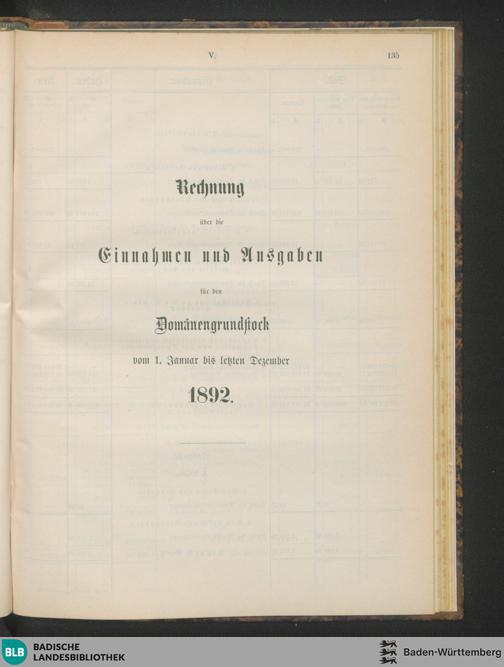 V. 135
Rechnung
über die
Einnahmen und Ausgaben
für den
Domänengrundstock
vom 1. Januar bis letzten Dezember
1892.
BLB BADISCHE LANDESBIBLIOTHEK
Baden-Württemberg